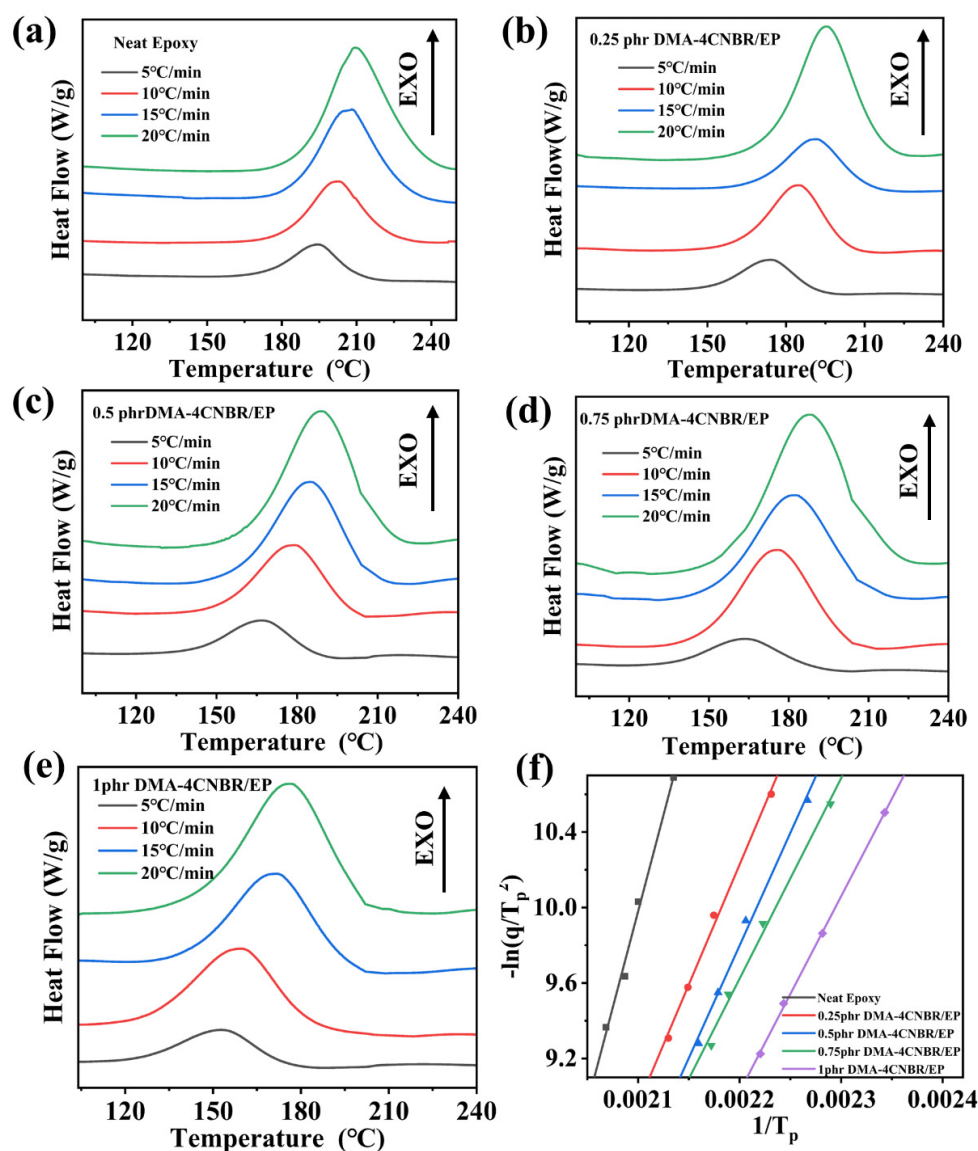 (a)
Neat Epoxy
5℃/min
10℃/min
15℃/min
20℃/min
EXO
Heat Flow (W/g)
120 150 180 210 240
Temperature (℃)
(b)
0.25 phr DMA-4CNBR/EP
5℃/min
10℃/min
15℃/min
20℃/min
EXO
Heat Flow(W/g)
120 150 180 210 240
Temperature(℃)
(c)
0.5 phrDMA-4CNBR/EP
5℃/min
10℃/min
15℃/min
20℃/min
EXO
Heat Flow (W/g)
120 150 180 210 240
Temperature (℃)
(d)
0.75 phrDMA-4CNBR/EP
5℃/min
10℃/min
15℃/min
20℃/min
EXO
Heat Flow (W/g)
120 150 180 210 240
Temperature (℃)
(e)
1phr DMA-4CNBR/EP
5℃/min
10℃/min
15℃/min
20℃/min
EXO
Heat Flow (W/g)
120 150 180 210 240
Temperature (℃)
(f)
-ln(q/Tp²)
10.4
10.0
9.6
9.2
Neat Epoxy
0.25phr DMA-4CNBR/EP
0.5phr DMA-4CNBR/EP
0.75phr DMA-4CNBR/EP
1phr DMA-4CNBR/EP
0.0021 0.0022 0.0023 0.0024
1/Tp